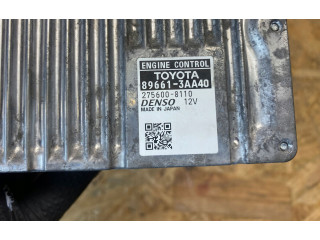 ENGINE CONTROL
TOYOTA
89661-3AA40
275600-8110
DENSO 12V
MADE IN JAPAN